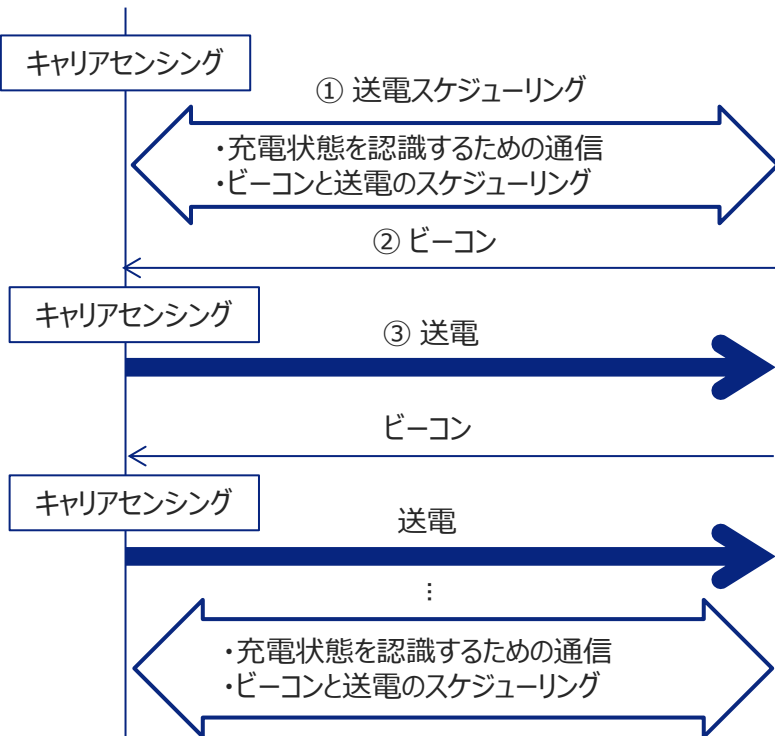 キャリアセンシング
① 送電スケジューリング
・充電状態を認識するための通信
・ビーコンと送電のスケジューリング
② ビーコン
キャリアセンシング
③ 送電
ビーコン
キャリアセンシング
送電
…
・充電状態を認識するための通信
・ビーコンと送電のスケジューリング